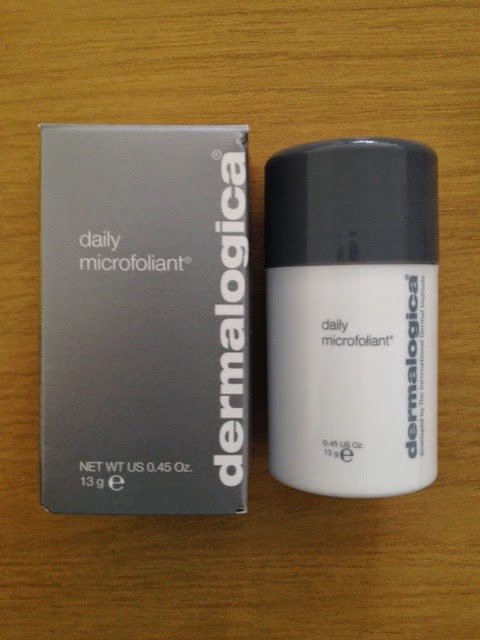 daily
microfoliant®
dermalogica®
NET WT US 0.45 Oz.
13 g ℮
daily
microfoliant®
dermalogica®
developed by The International Dermal Institute
0.45 US Oz.
13 g ℮